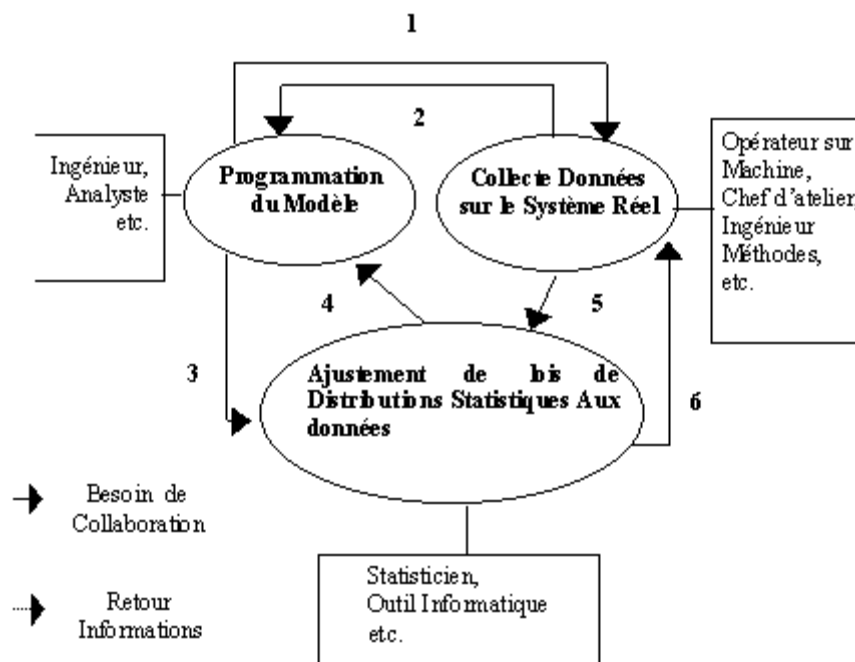 1
2
Ingénieur,
Analyste
etc.
Programmation
du Modèle
Collecte Données
sur le Système Réel
Opérateur sur
Machine,
Chef d'atelier,
Ingénieur
Méthodes,
etc.
4
5
3
Ajustement de lois de
Distributions Statistiques Aux
données
6
Besoin de
Collaboration
Retour
Informations
Statisticien,
Outil Informatique
etc.